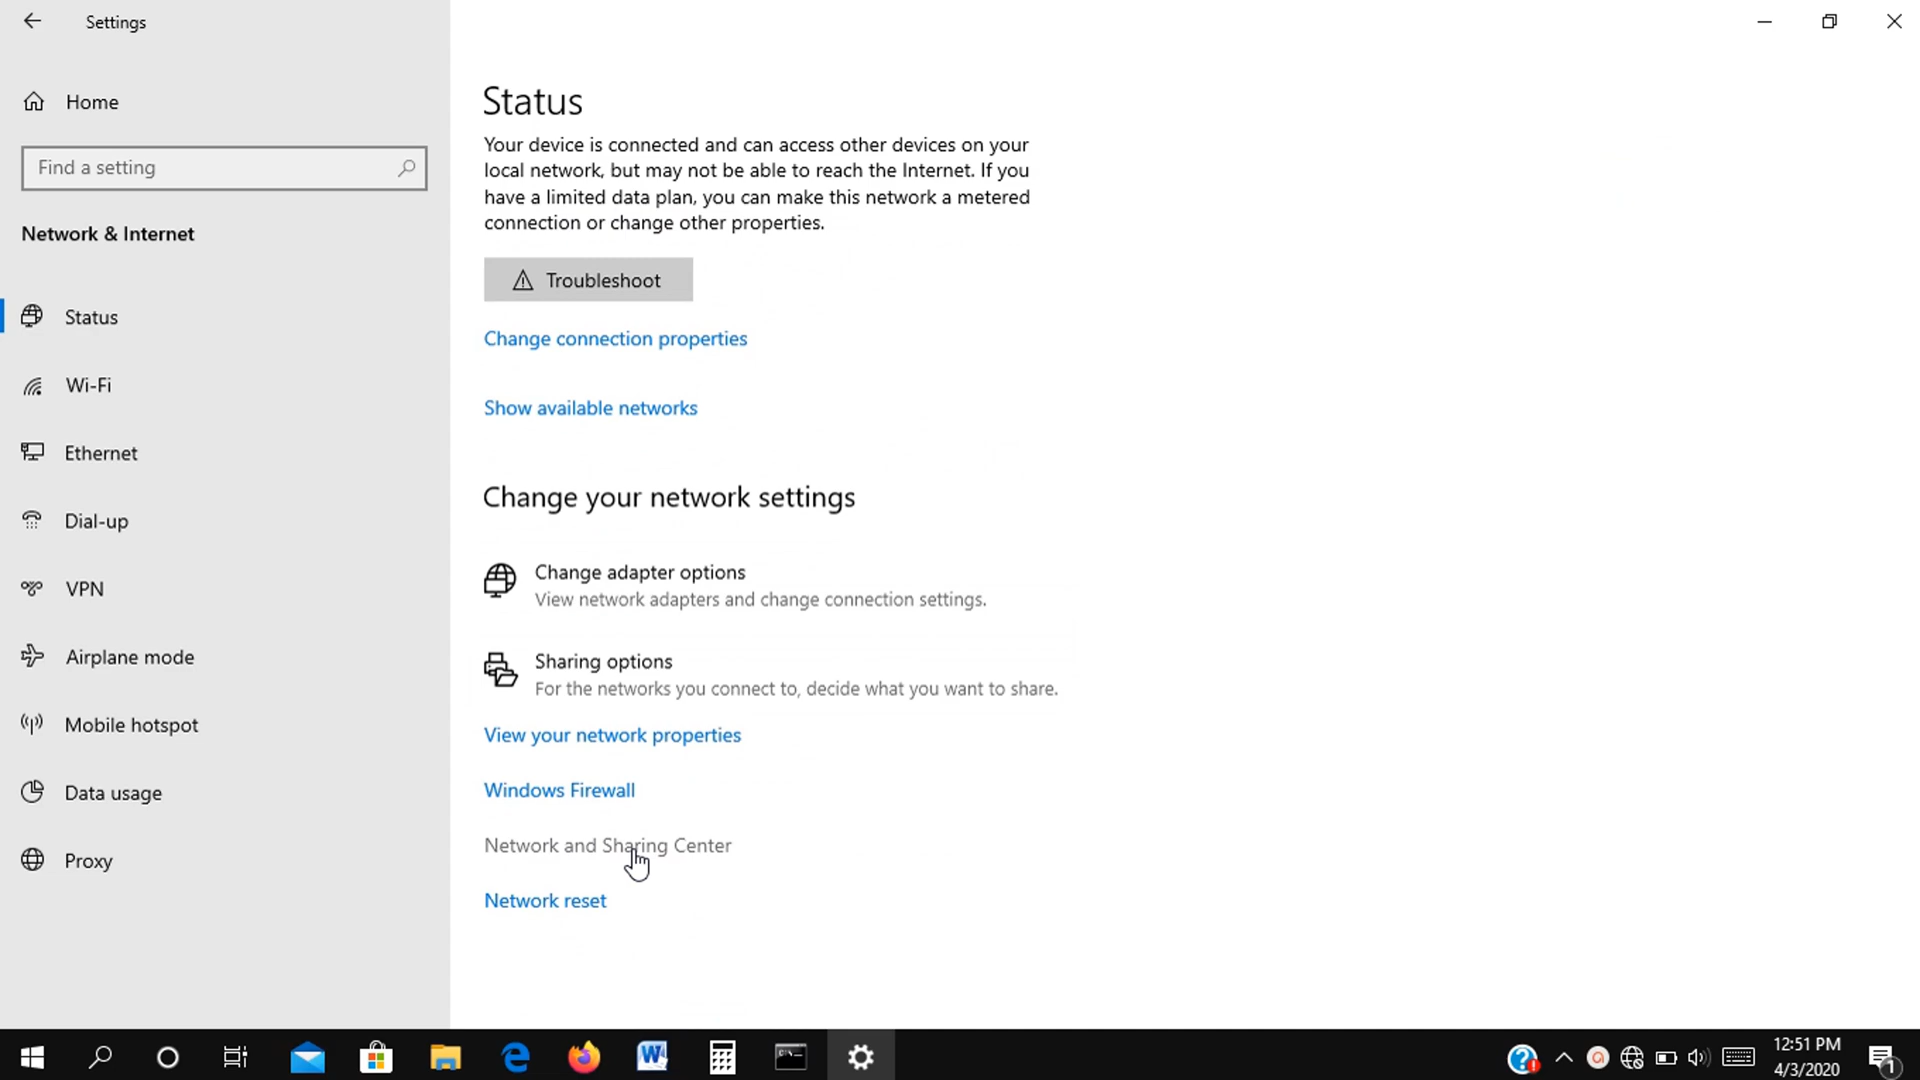 Settings
Home
Find a setting
Network & Internet
Status
Wi-Fi
Ethernet
Dial-up
VPN
Airplane mode
Mobile hotspot
Data usage
Proxy
Status
Your device is connected and can access other devices on your
local network, but may not be able to reach the Internet. If you
have a limited data plan, you can make this network a metered
connection or change other properties.
Troubleshoot
Change connection properties
Show available networks
Change your network settings
Change adapter options
View network adapters and change connection settings.
Sharing options
For the networks you connect to, decide what you want to share.
View your network properties
Windows Firewall
Network and Sharing Center
Network reset
12:51 PM
4/3/2020
1